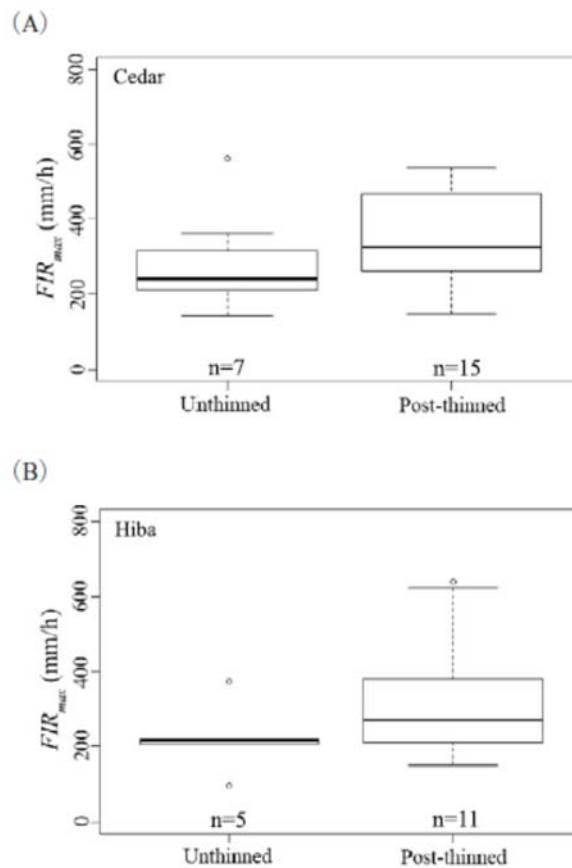 (A)
Cedar
800
600
400
200
0
FIR_max (mm/h)
n=7 n=15
Unthinned Post-thinned
(B)
Hiba
800
600
400
200
0
FIR_max (mm/h)
n=5 n=11
Unthinned Post-thinned